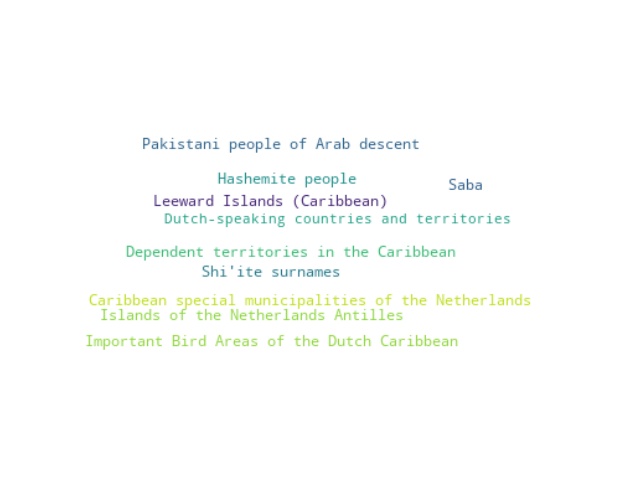 Pakistani people of Arab descent
Hashemite people
Saba
Leeward Islands (Caribbean)
Dutch-speaking countries and territories
Dependent territories in the Caribbean
Shi'ite surnames
Caribbean special municipalities of the Netherlands
Islands of the Netherlands Antilles
Important Bird Areas of the Dutch Caribbean